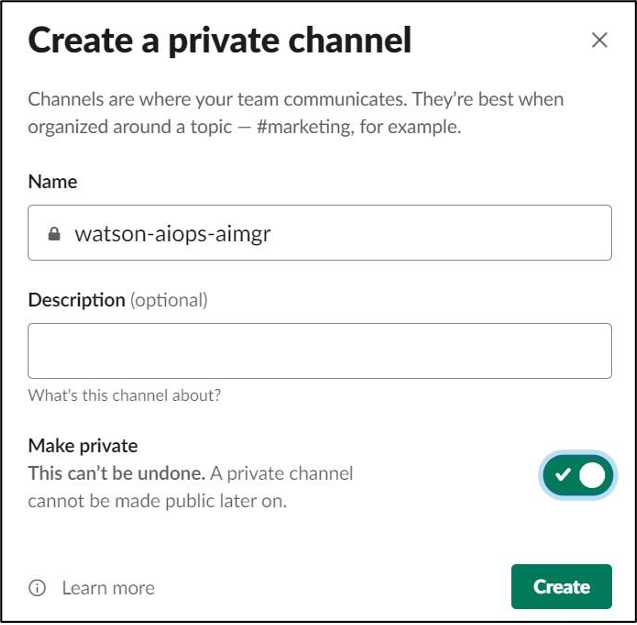 Create a private channel
Channels are where your team communicates. They’re best when
organized around a topic — #marketing, for example.
Name
watson-aiops-aimgr
Description (optional)
What’s this channel about?
Make private
This can’t be undone. A private channel
cannot be made public later on.
Learn more
Create